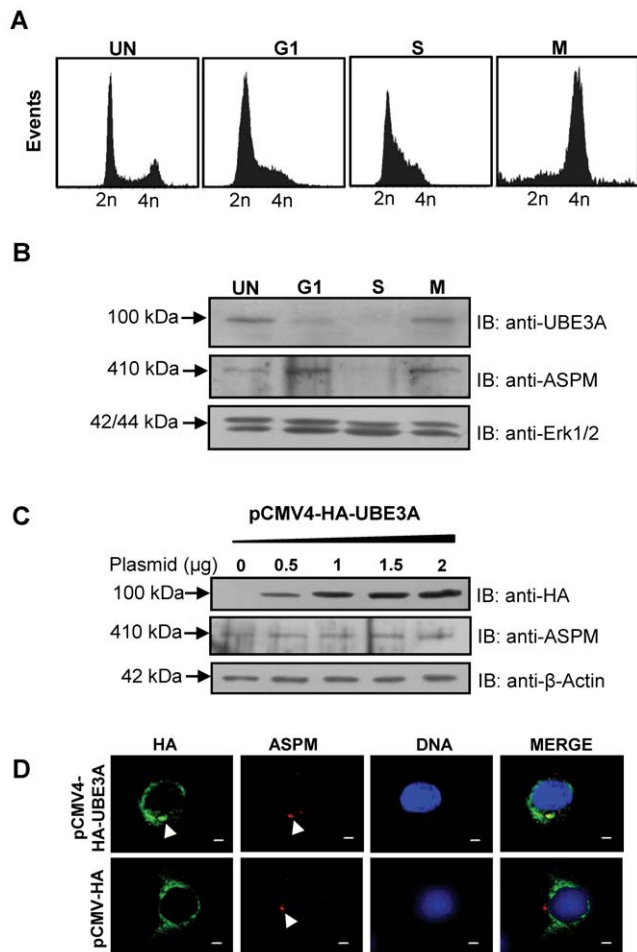 A
UN G1 S M
Events
2n 4n 2n 4n 2n 4n 2n 4n
B
UN G1 S M
100 kDa IB: anti-UBE3A
410 kDa IB: anti-ASPM
42/44 kDa IB: anti-Erk1/2
C
pCMV4-HA-UBE3A
Plasmid (µg) 0 0.5 1 1.5 2
100 kDa IB: anti-HA
410 kDa IB: anti-ASPM
42 kDa IB: anti-β-Actin
D
HA ASPM DNA MERGE
pCMV4-
HA-UBE3A
pCMV-HA